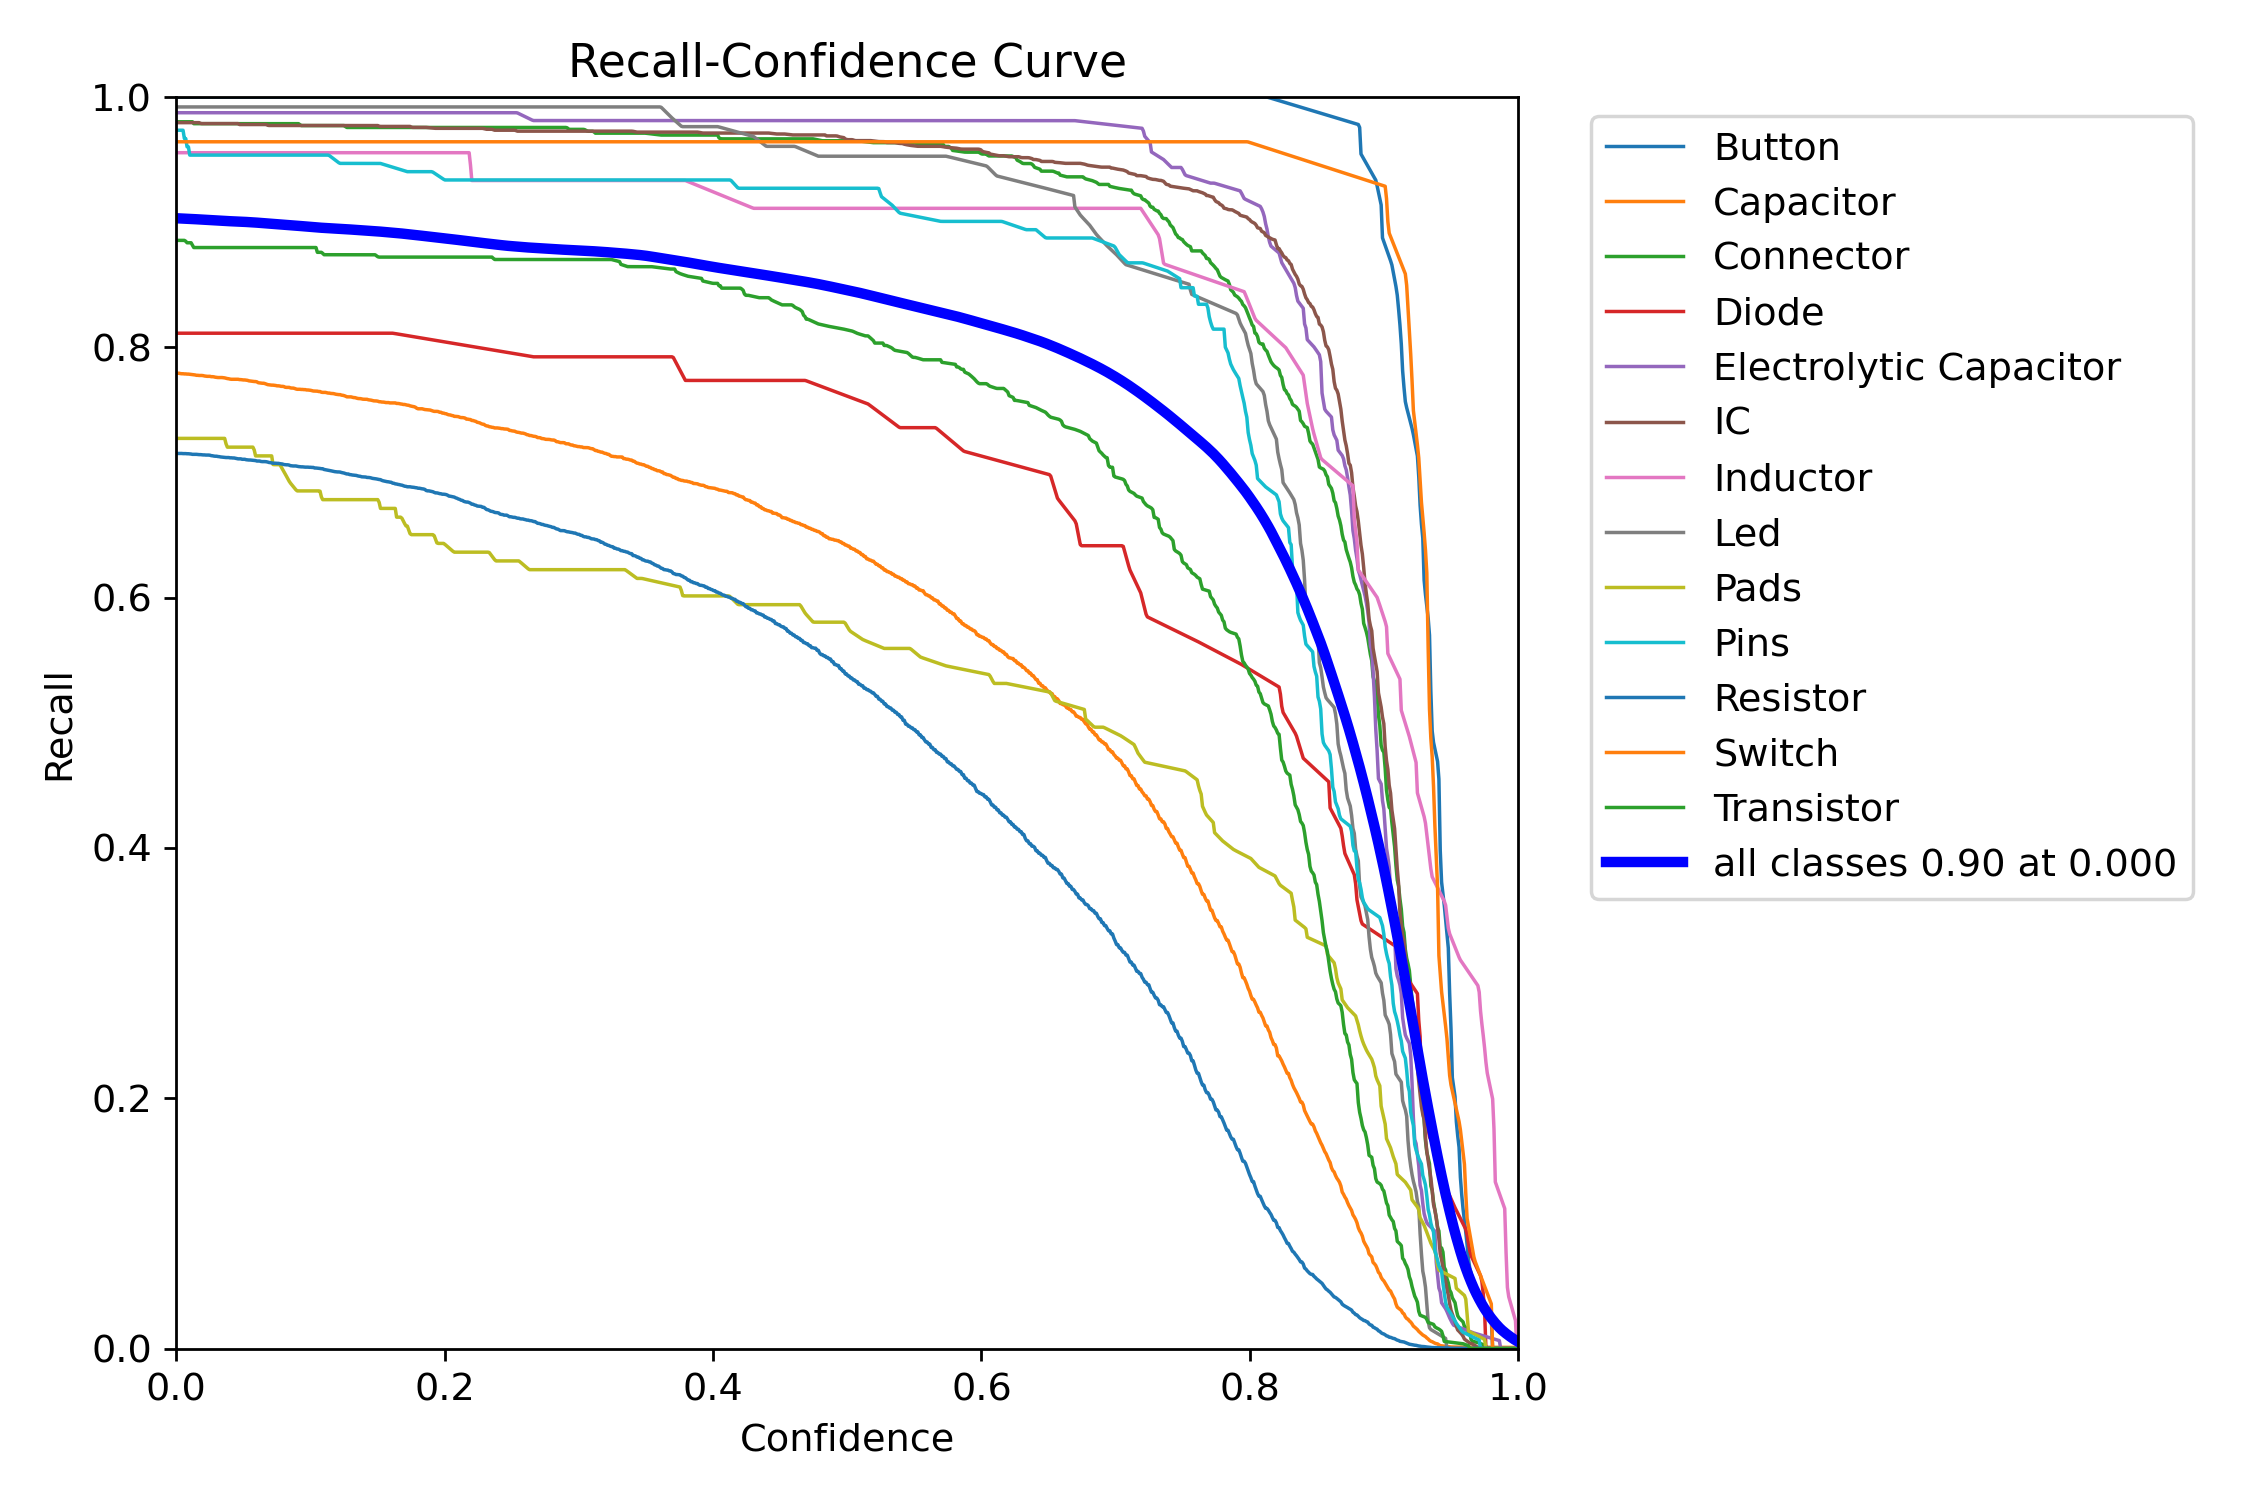 Recall-Confidence Curve
1.0
0.8
0.6
0.4
0.2
0.0
Recall
0.0 0.2 0.4 0.6 0.8 1.0
Confidence
Button
Capacitor
Connector
Diode
Electrolytic Capacitor
IC
Inductor
Led
Pads
Pins
Resistor
Switch
Transistor
all classes 0.90 at 0.000